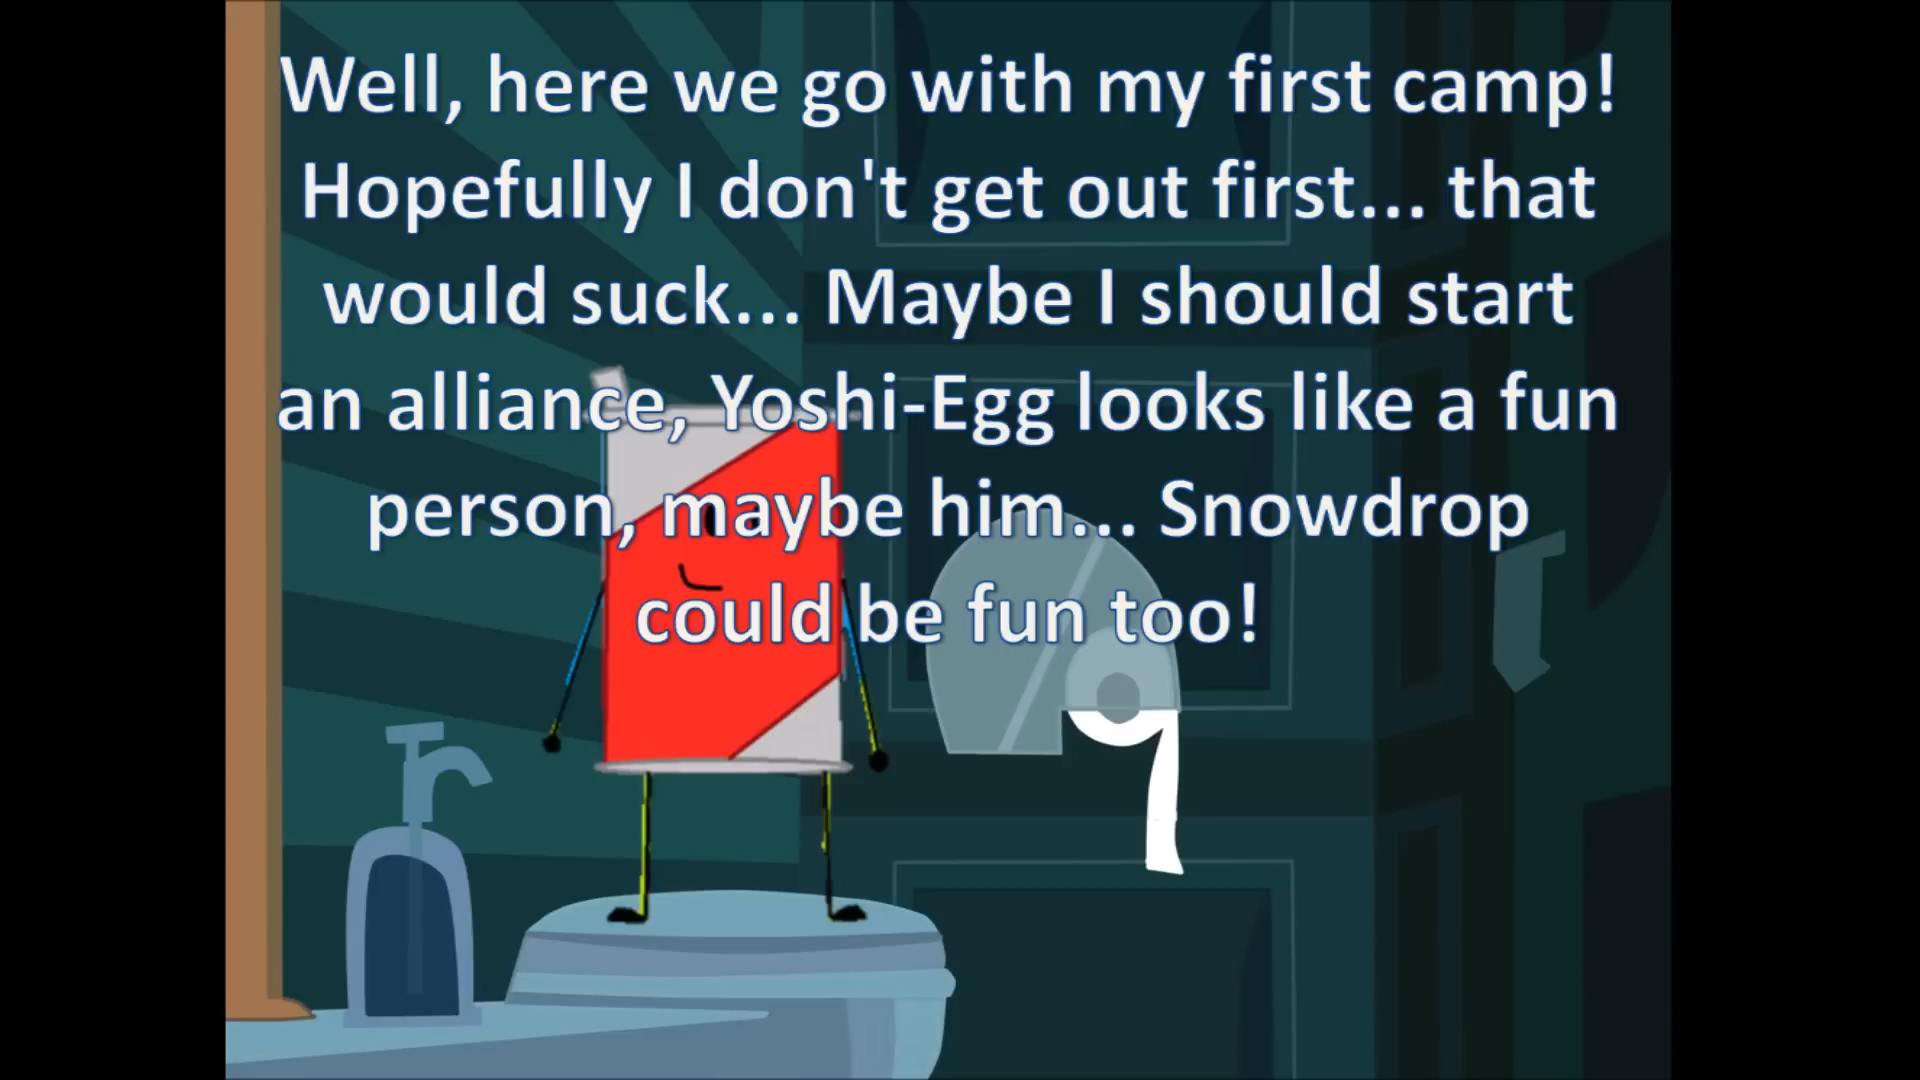 Well, here we go with my first camp!
Hopefully I don't get out first... that
would suck... Maybe I should start
an alliance, Yoshi-Egg looks like a fun
person, maybe him... Snowdrop
could be fun too!